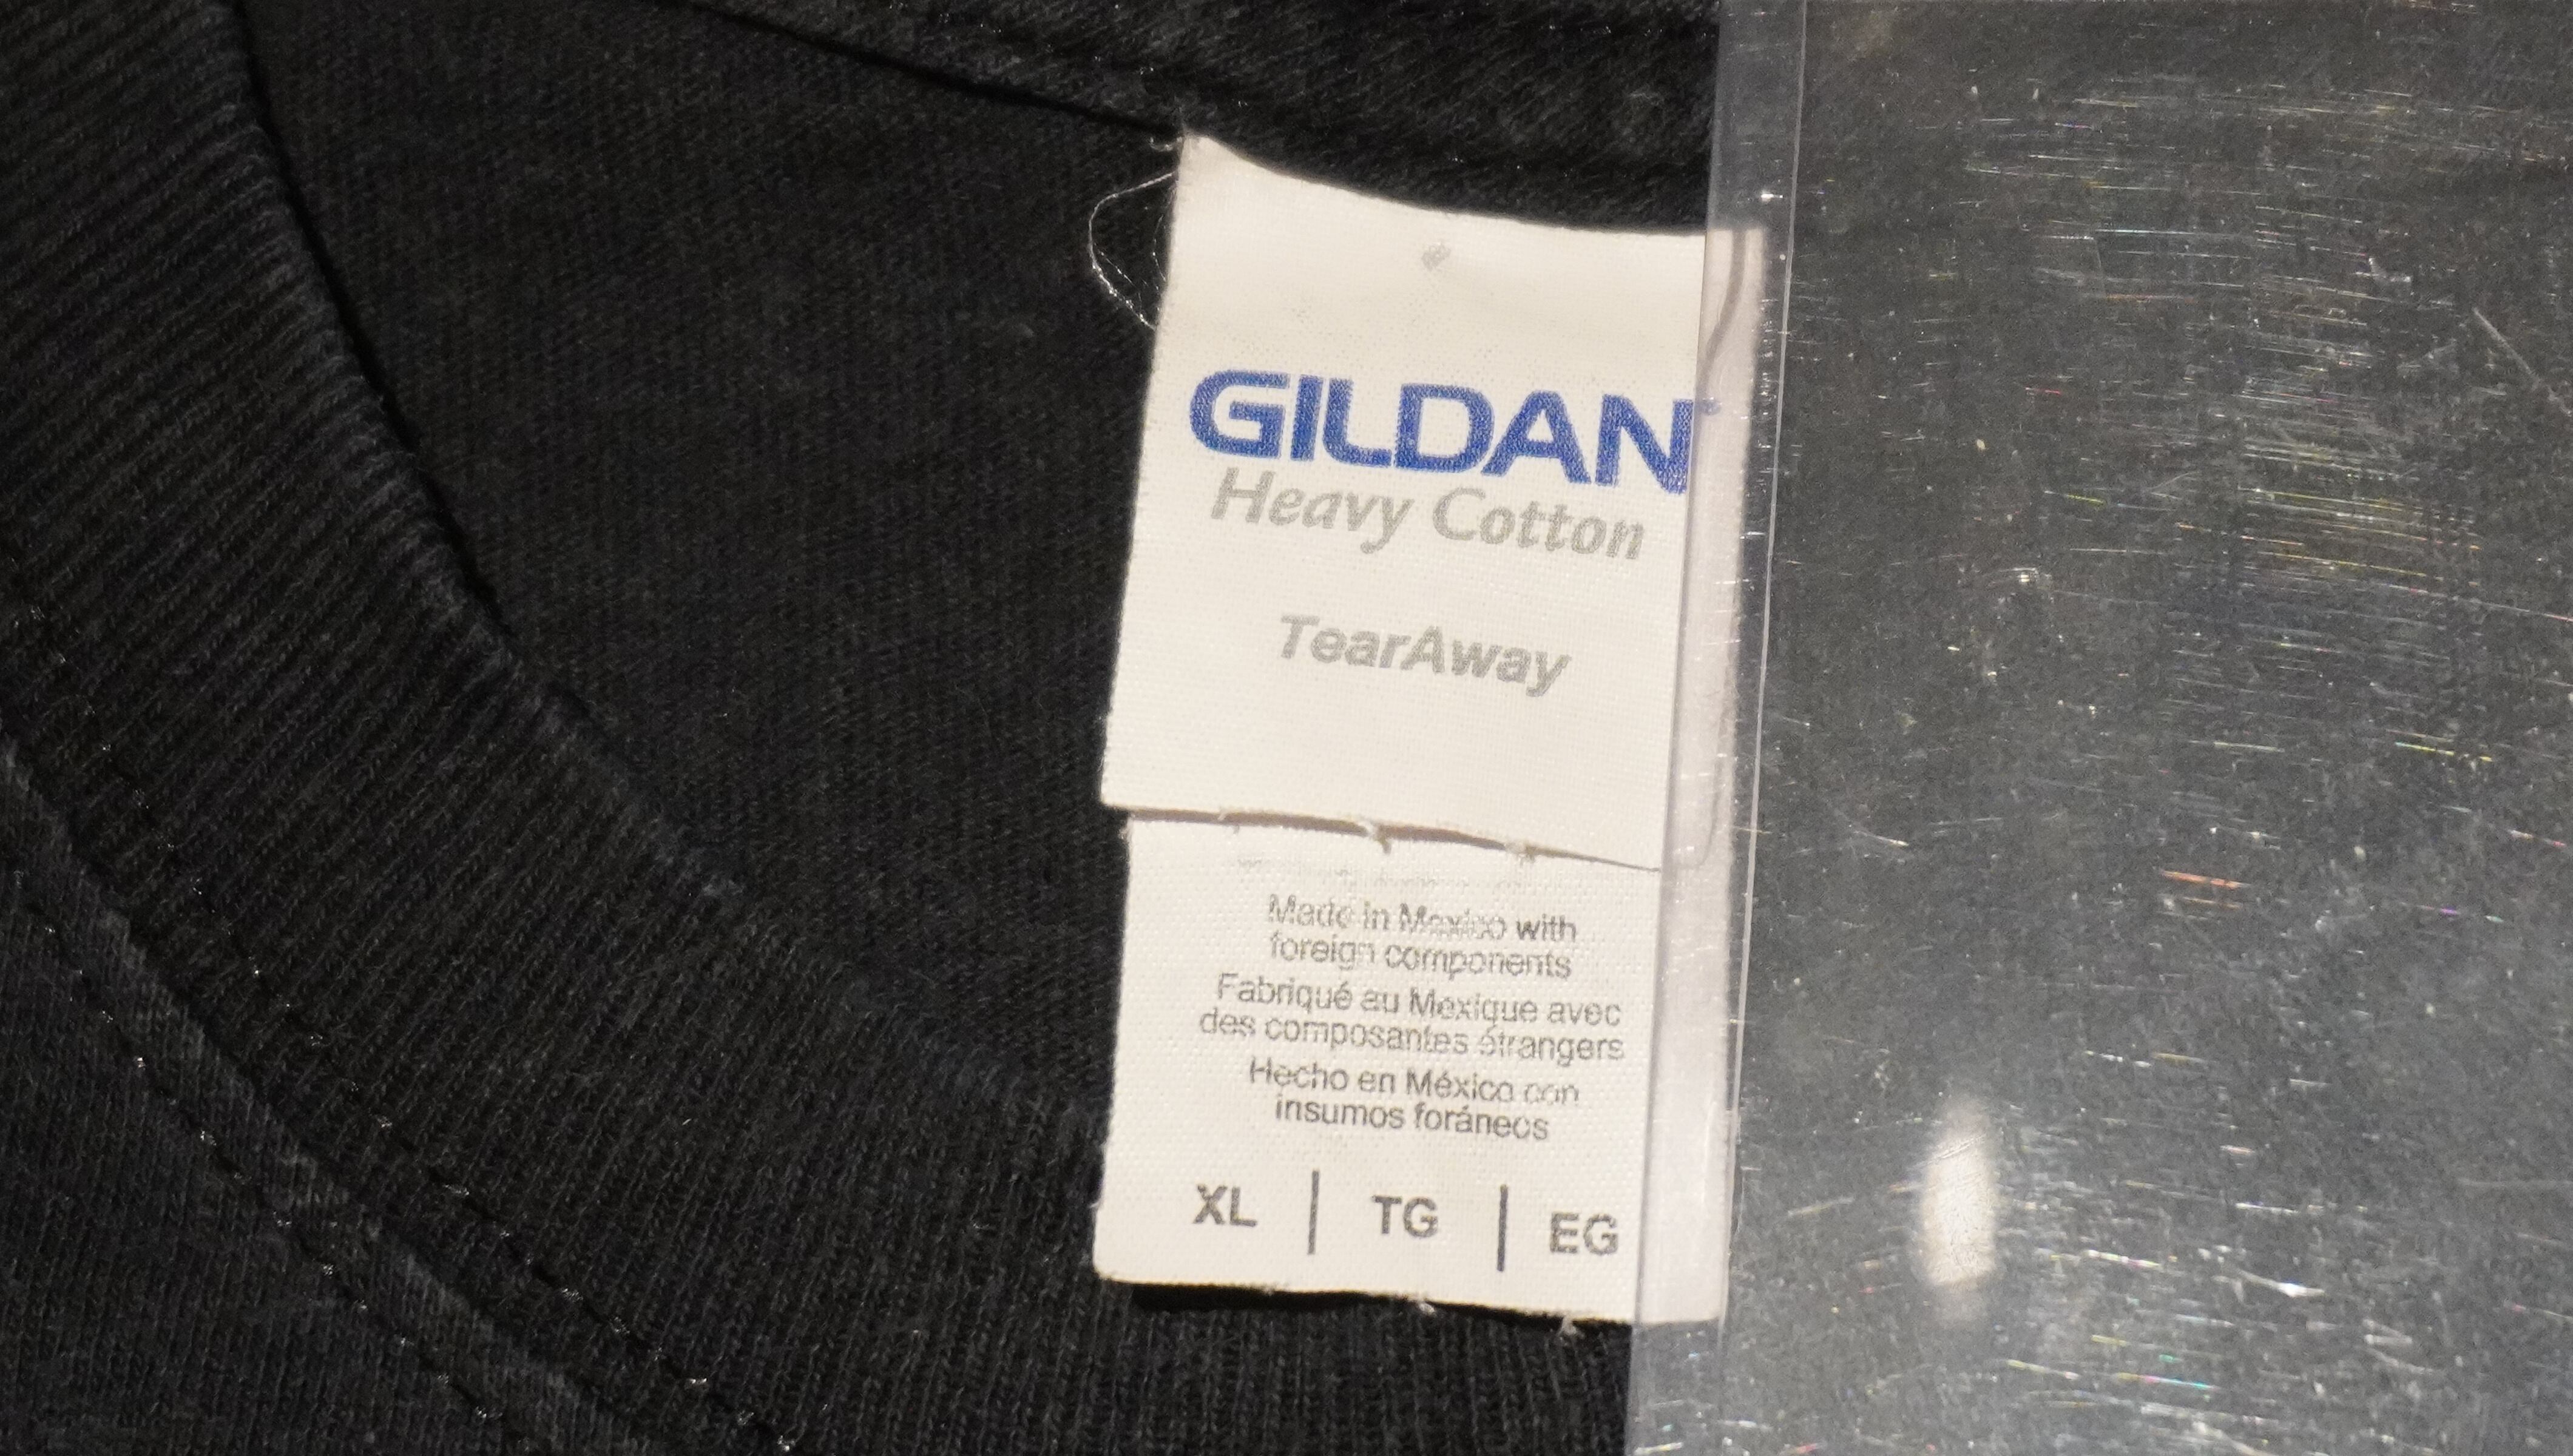 GILDAN®
Heavy Cotton
TearAway
Made in Mexico with
foreign components
Fabriqué au Mexique avec
des composantes étrangers
Hecho en México con
insumos foráneos
XL | TG | EG